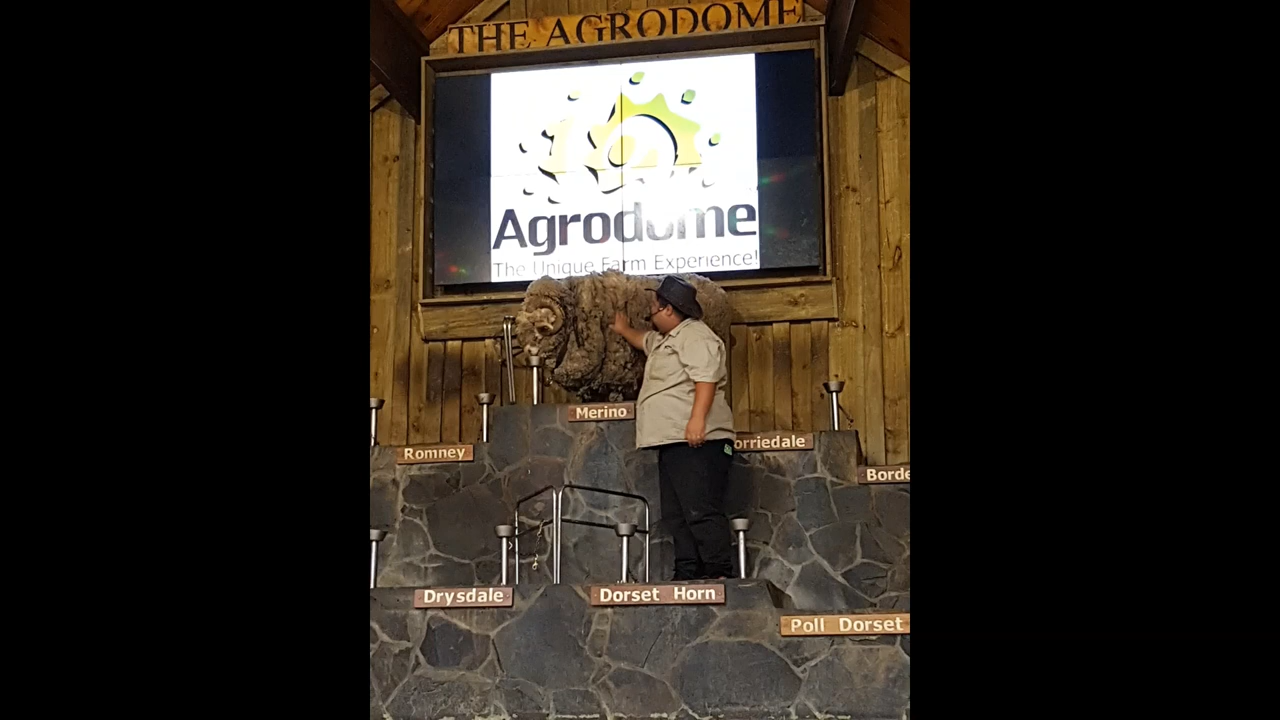 THE AGRODOME
Agrodome
The Unique Farm Experience!
Merino
orriedale
Romney
Borde
Drysdale
Dorset Horn
Poll Dorset